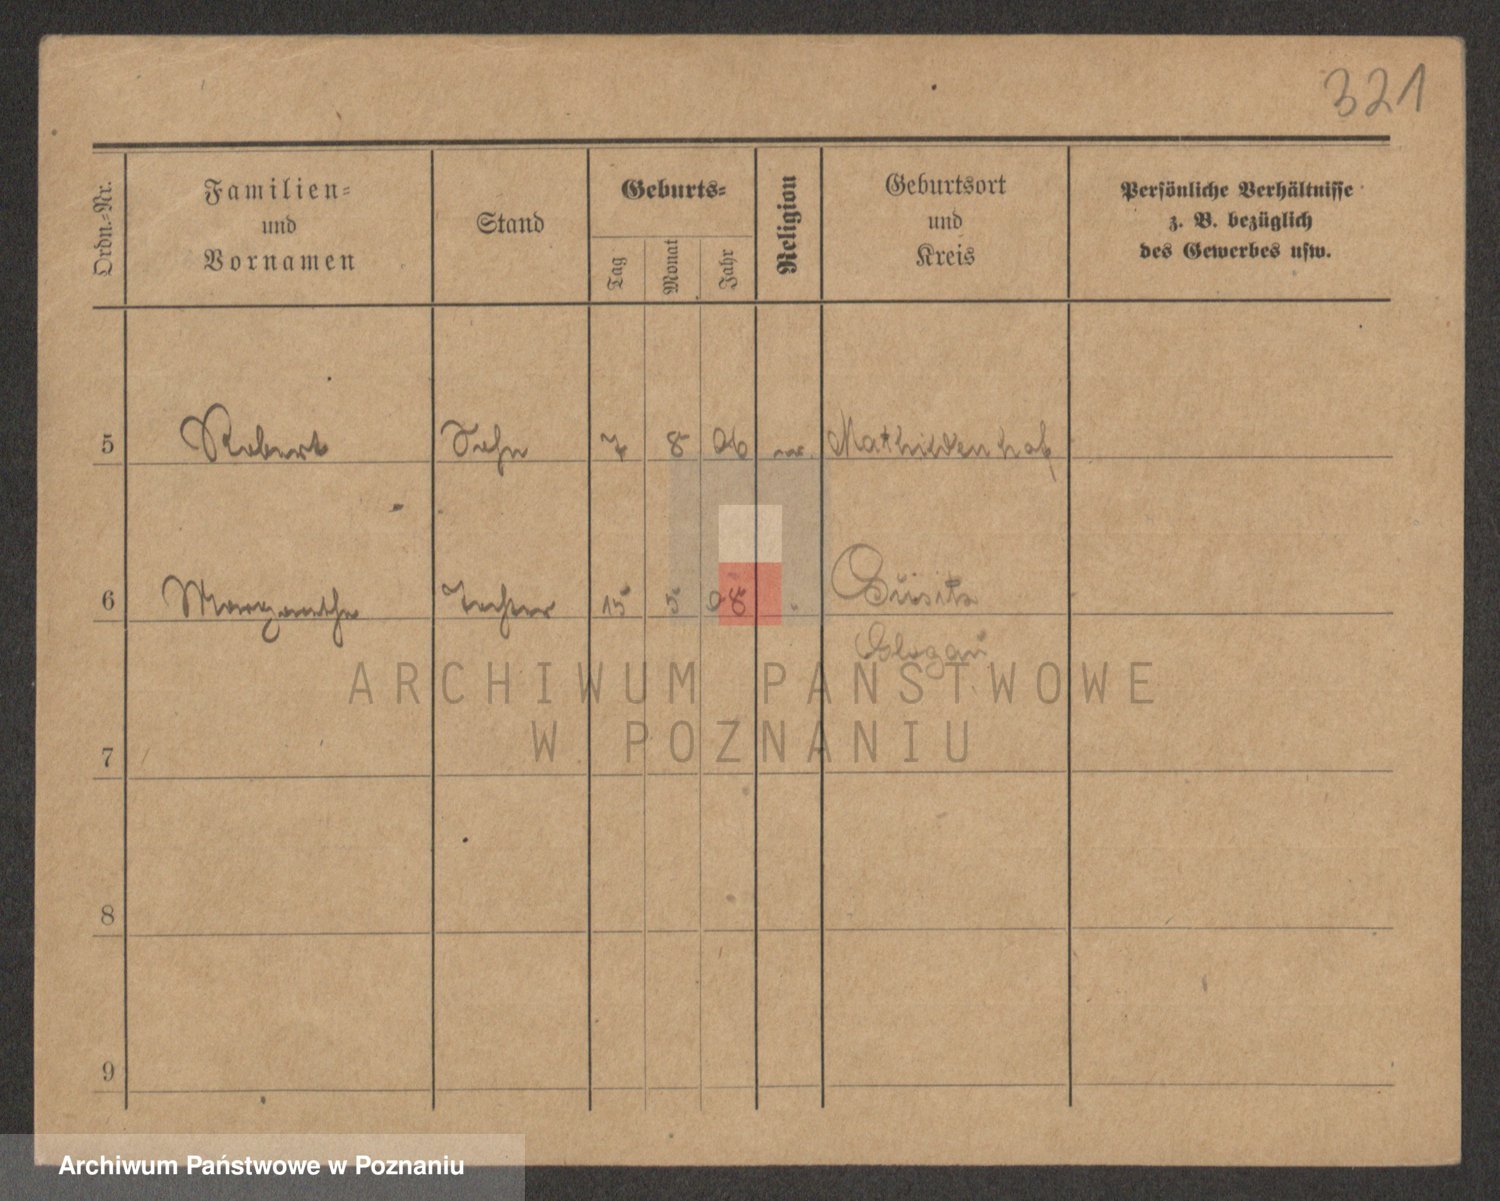 321
Ordn.-Nr.
Familien-
und
Vornamen
Stand
Geburts-
Tag
Monat
Jahr
Religion
Geburtsort
und
Kreis
Persönliche Verhältnisse
z. B. bezüglich
des Gewerbes usw.
5 Robert Sohn 7 8 06 Mathildenhof
6 Margarethe Tochter 15 5 08
Glogau
ARCHIWUM PAŃSTWOWE
W POZNANIU
7
8
9
Archiwum Państwowe w Poznaniu